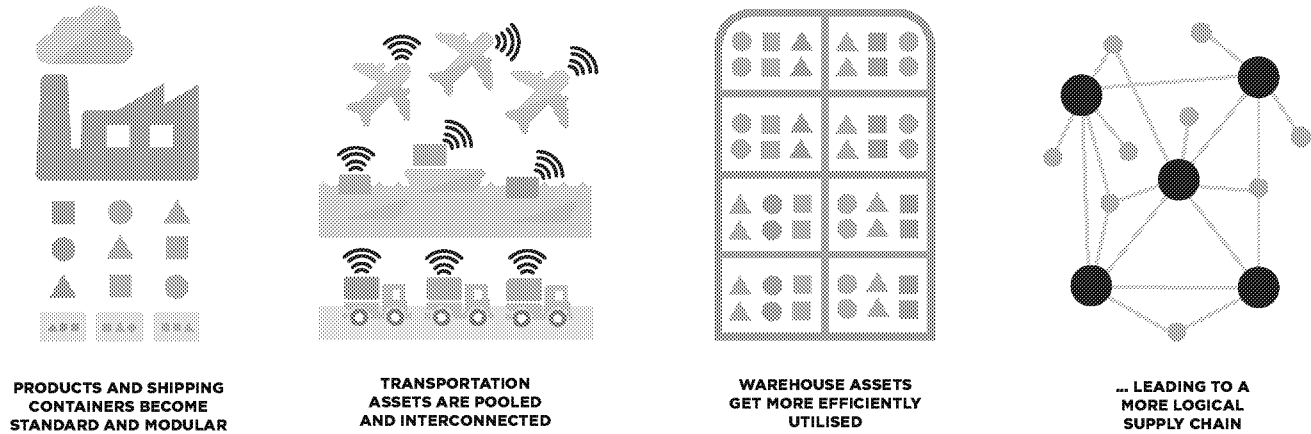 PRODUCTS AND SHIPPING
CONTAINERS BECOME
STANDARD AND MODULAR
TRANSPORTATION
ASSETS ARE POOLED
AND INTERCONNECTED
WAREHOUSE ASSETS
GET MORE EFFICIENTLY
UTILISED
... LEADING TO A
MORE LOGICAL
SUPPLY CHAIN